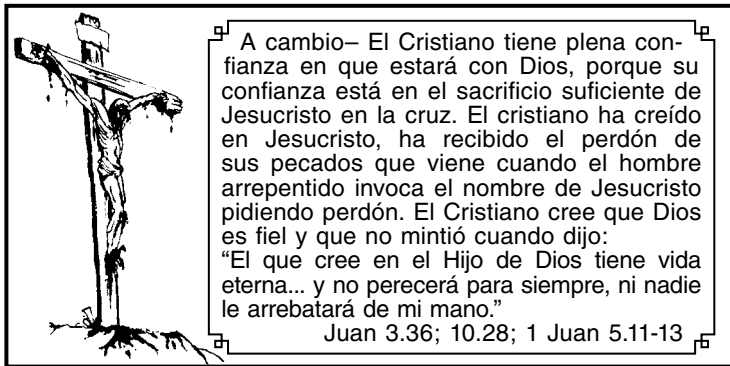 A cambio– El Cristiano tiene plena con-
fianza en que estará con Dios, porque su
confianza está en el sacrificio suficiente de
Jesucristo en la cruz. El cristiano ha creído
en Jesucristo, ha recibido el perdón de
sus pecados que viene cuando el hombre
arrepentido invoca el nombre de Jesucristo
pidiendo perdón. El Cristiano cree que Dios
es fiel y que no mintió cuando dijo:
“El que cree en el Hijo de Dios tiene vida
eterna... y no perecerá para siempre, ni nadie
le arrebatará de mi mano.”
Juan 3.36; 10.28; 1 Juan 5.11-13